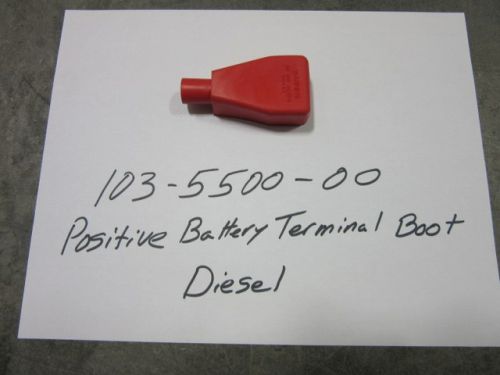 103-5500-00
Positive Battery Terminal Boot
Diesel